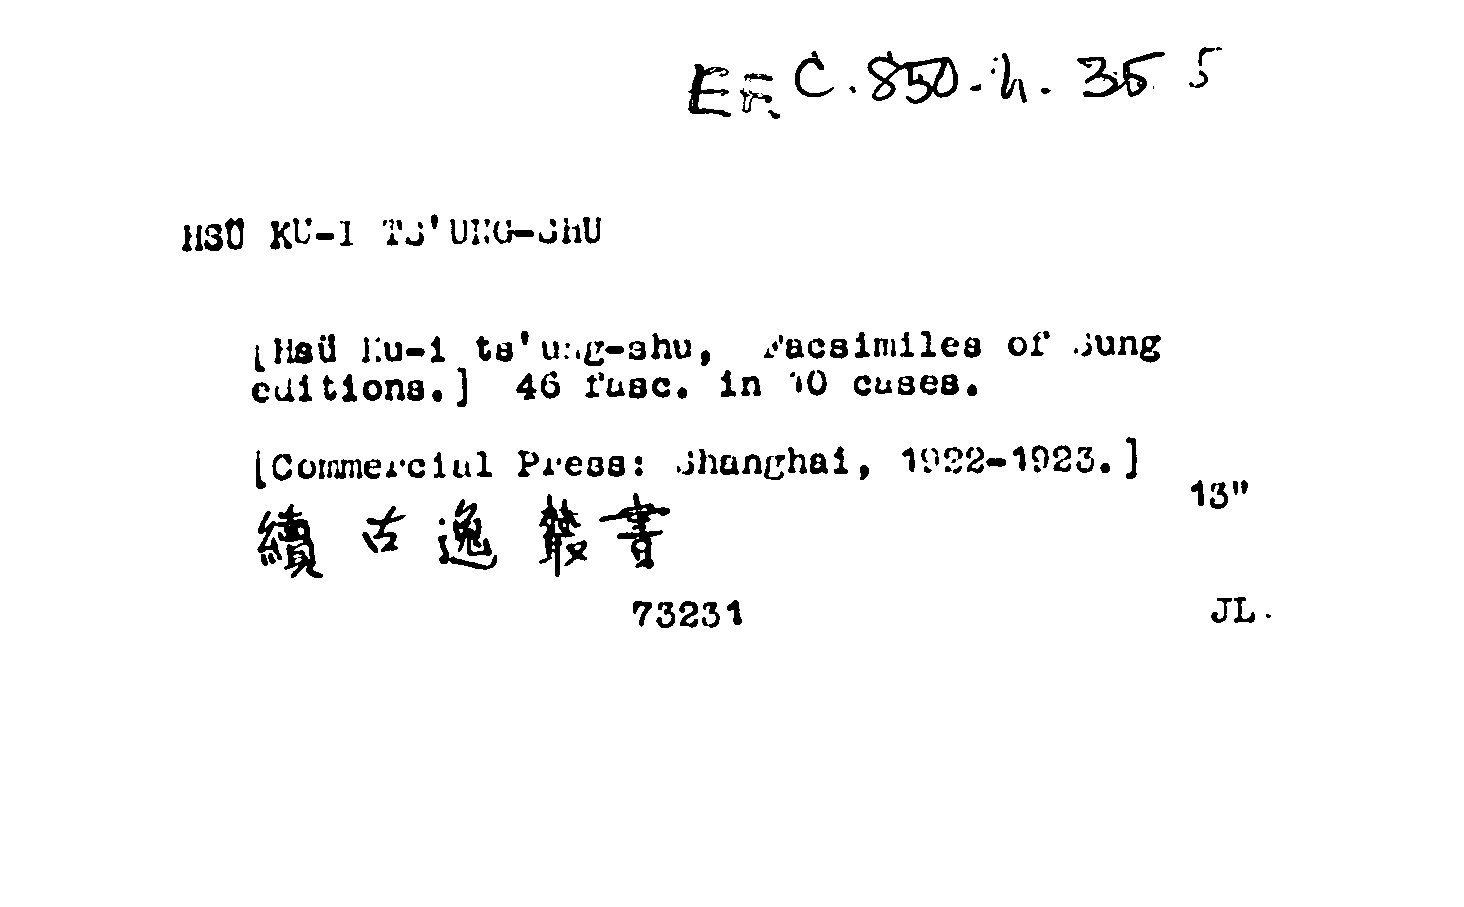 C.850.h.35 5
HSÜ KU-I TS'UNG-SHU
[Hsü Ku-i ts'ung-shu, Facsimiles of Sung
editions.] 46 fasc. in 10 cases.
[Commercial Press: Shanghai, 1922-1923.]
13"
續古逸叢書
73231
JL.